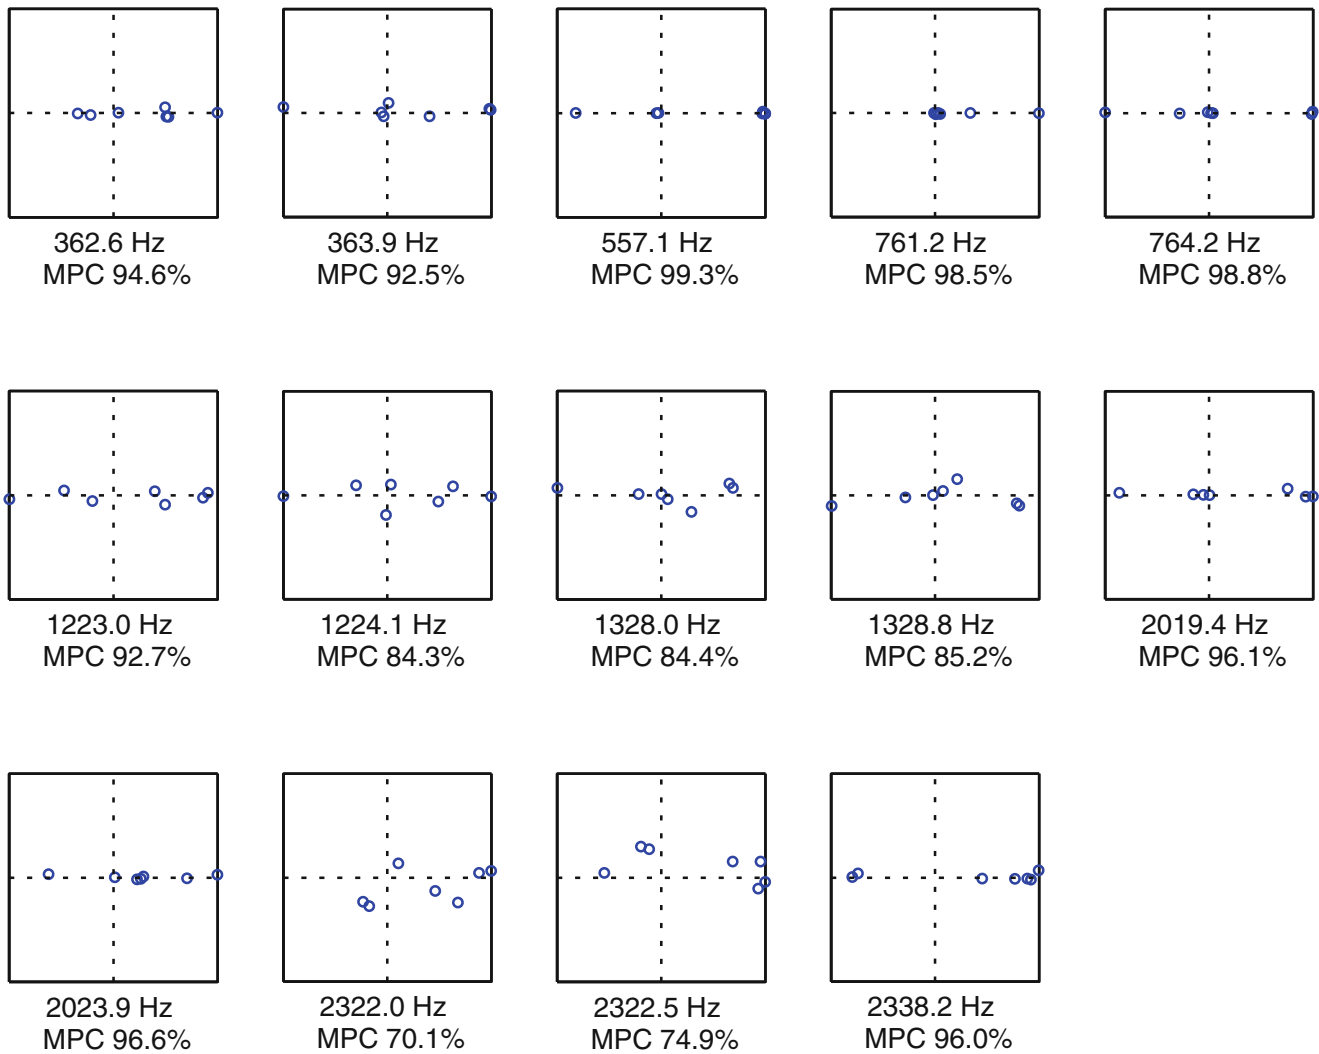 362.6 Hz
MPC 94.6%
363.9 Hz
MPC 92.5%
557.1 Hz
MPC 99.3%
761.2 Hz
MPC 98.5%
764.2 Hz
MPC 98.8%
1223.0 Hz
MPC 92.7%
1224.1 Hz
MPC 84.3%
1328.0 Hz
MPC 84.4%
1328.8 Hz
MPC 85.2%
2019.4 Hz
MPC 96.1%
2023.9 Hz
MPC 96.6%
2322.0 Hz
MPC 70.1%
2322.5 Hz
MPC 74.9%
2338.2 Hz
MPC 96.0%